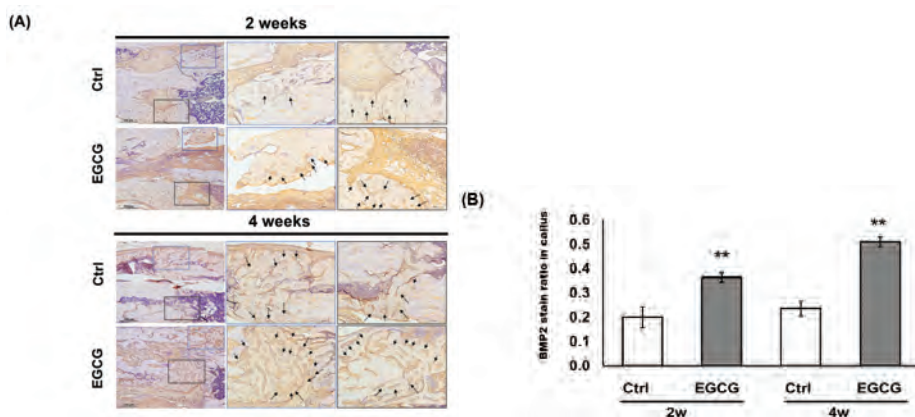 (A)
2 weeks
Ctrl
EGCG
4 weeks
Ctrl
EGCG
(B)
BMP2 stain ratio in callus
0.6
0.5
0.4
0.3
0.2
0.1
0.0
**
**
Ctrl EGCG Ctrl EGCG
2w 4w